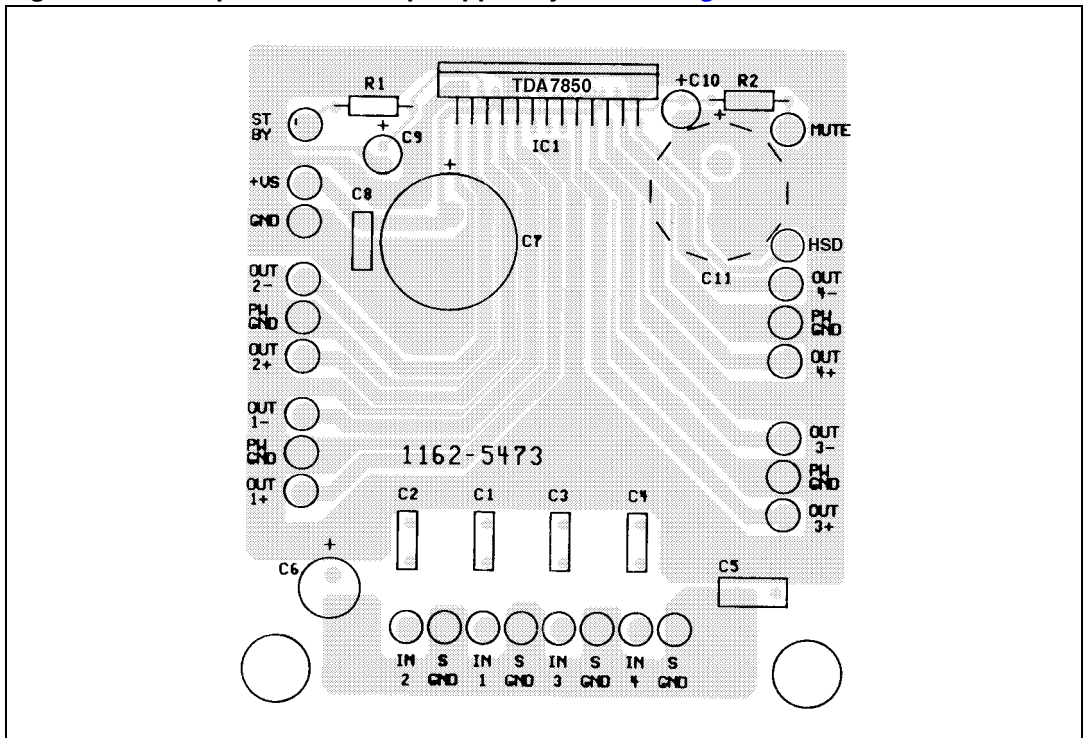 R1
TDA7850
+C10
R2
ST
BY
+
C9
+
MUTE
IC1
+
+VS
C8
GND
C7
HSD
C11
OUT
2-
OUT
4-
PW
GND
PW
GND
OUT
2+
OUT
4+
OUT
1-
OUT
3-
PW
GND
1162-5473
PW
GND
OUT
1+
C2
C1
C3
C4
OUT
3+
+
C6
C5
IN
2
S
GND
IN
1
S
GND
IN
3
S
GND
IN
4
S
GND